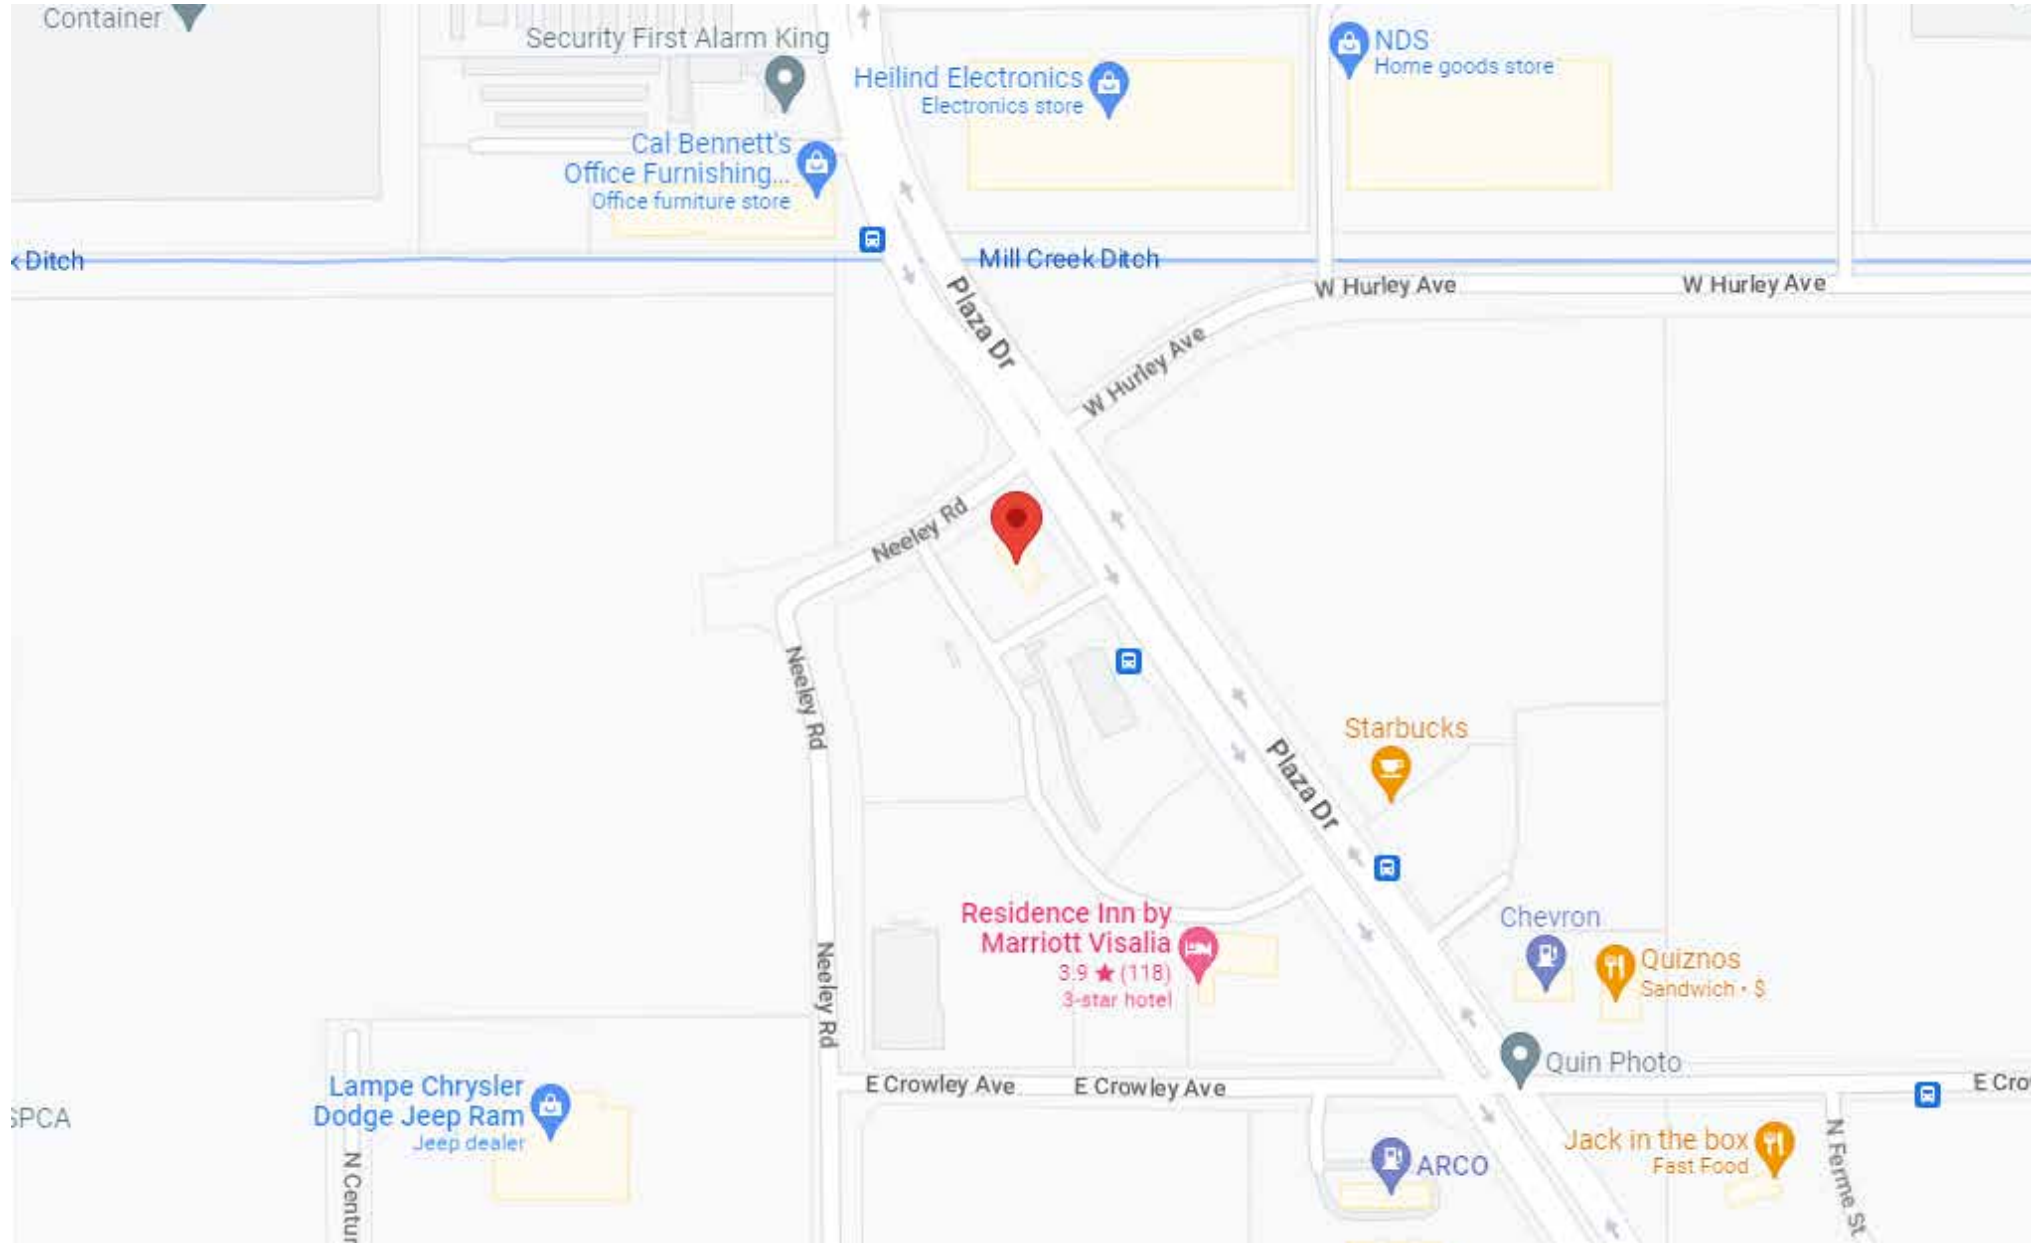 Container
Security First Alarm King
NDS
Home goods store
Heilind Electronics
Electronics store
Cal Bennett's
Office Furnishing...
Office furniture store
k Ditch
Mill Creek Ditch
W Hurley Ave
W Hurley Ave
Plaza Dr
W Hurley Ave
Neeley Rd
Neeley Rd
Starbucks
Plaza Dr
Residence Inn by
Marriott Visalia
3.9 ★ (118)
3-star hotel
Chevron
Quiznos
Sandwich · $
Neeley Rd
Quin Photo
E Crowley Ave
E Crowley Ave
E Cro
Lampe Chrysler
Dodge Jeep Ram
Jeep dealer
SPCA
N Centur
ARCO
Jack in the box
Fast Food
N Ferme St